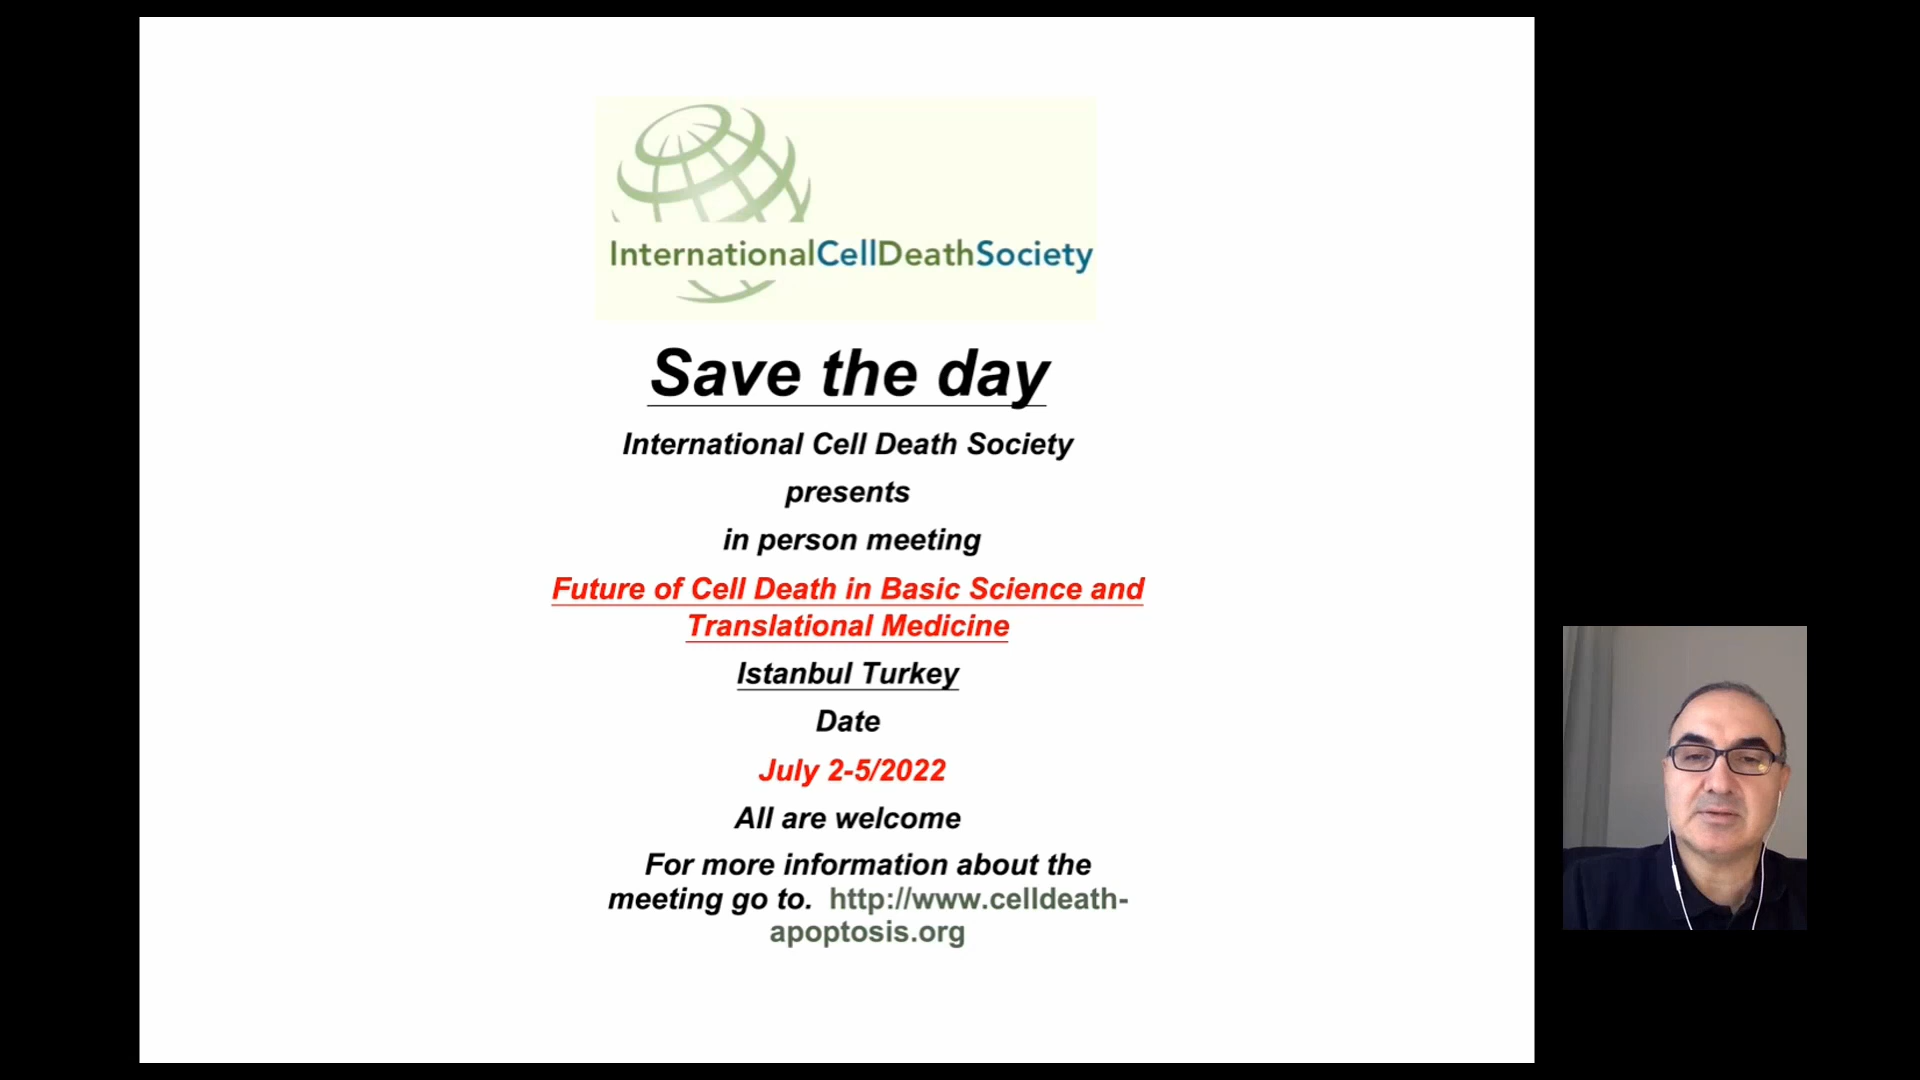 InternationalCellDeathSociety
Save the day
International Cell Death Society
presents
in person meeting
Future of Cell Death in Basic Science and
Translational Medicine
Istanbul Turkey
Date
July 2-5/2022
All are welcome
For more information about the
meeting go to. http://www.celldeath-
apoptosis.org